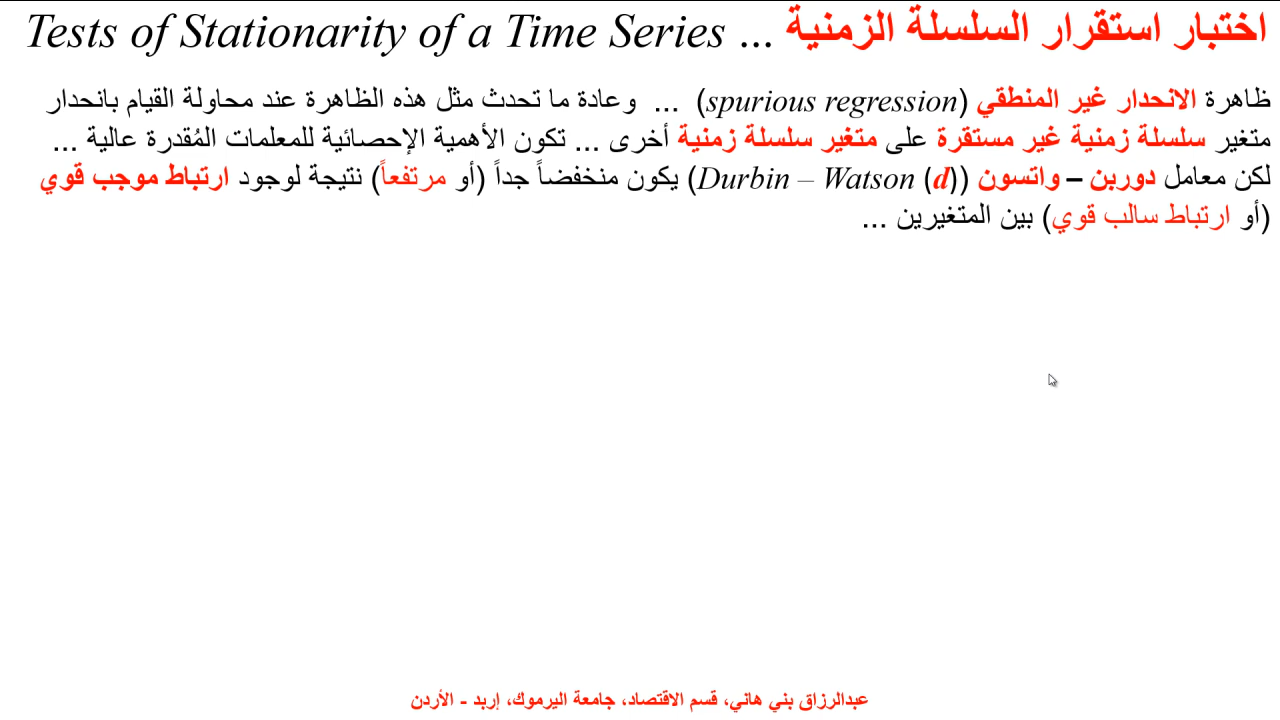 اختبار استقرار السلسلة الزمنية ... Tests of Stationarity of a Time Series
ظاهرة الانحدار غير المنطقي (spurious regression) ... وعادة ما تحدث مثل هذه الظاهرة عند محاولة القيام بانحدار
متغير سلسلة زمنية غير مستقرة على متغير سلسلة زمنية أخرى ... تكون الأهمية الإحصائية للمعلمات المُقدرة عالية ...
لكن معامل دوربن – واتسون (Durbin – Watson (d)) يكون منخفضاً جداً (أو مرتفعاً) نتيجة لوجود ارتباط موجب قوي
(أو ارتباط سالب قوي) بين المتغيرين ...
عبدالرزاق بني هاني، قسم الاقتصاد، جامعة اليرموك، إربد - الأردن